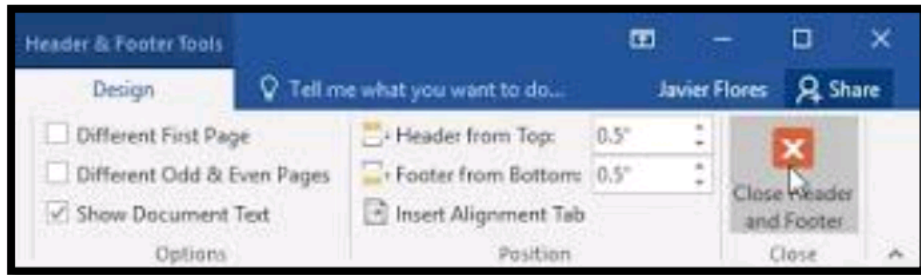 Header & Footer Tools
Design Tell me what you want to do... Javier Flores Share
Different First Page Header from Top: 0.5"
Different Odd & Even Pages Footer from Bottom: 0.5"
Show Document Text Insert Alignment Tab
Close Header
and Footer
Options Position Close